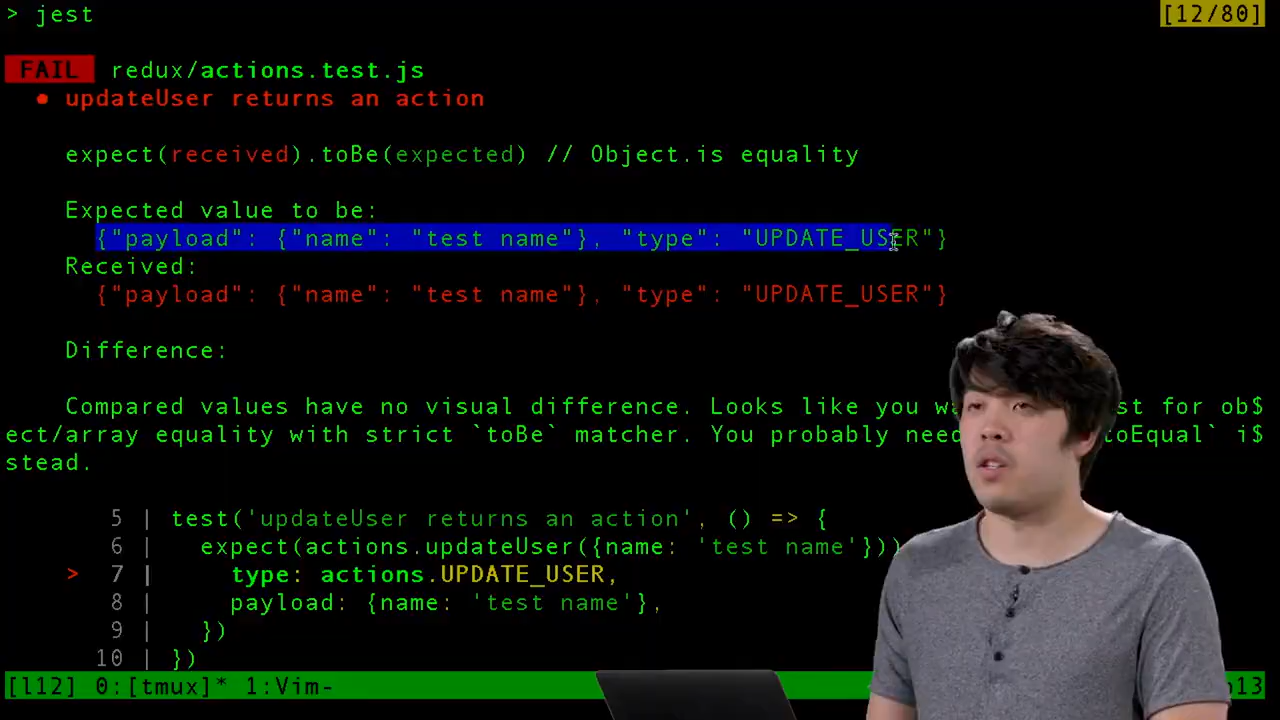 > jest
[12/80]
FAIL redux/actions.test.js
● updateUser returns an action
expect(received).toBe(expected) // Object.is equality
Expected value to be:
{"payload": {"name": "test name"}, "type": "UPDATE_USER"}
Received:
{"payload": {"name": "test name"}, "type": "UPDATE_USER"}
Difference:
Compared values have no visual difference. Looks like you for ob$
ect/array equality with strict `toBe` matcher. You probably need toEqual` i$
stead.
5 | test('updateUser returns an action', () => {
6 | expect(actions.updateUser({name: 'test name'}))
> 7 | type: actions.UPDATE_USER,
8 | payload: {name: 'test name'},
9 | })
10 | })
[l12] 0:[tmux]* 1:Vim- 13